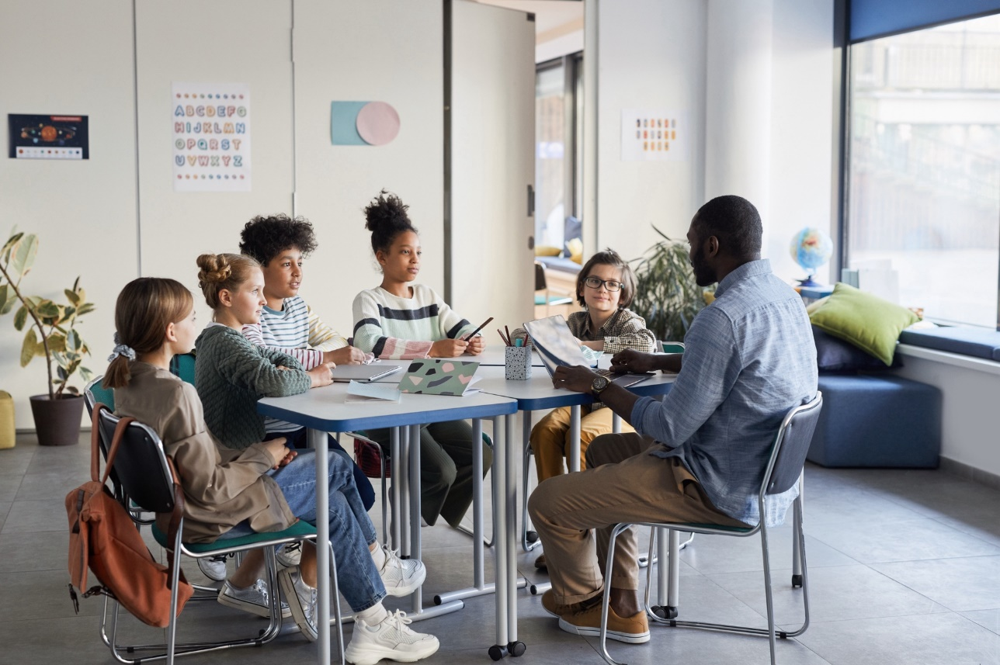 ABCDEFG
HIJKLMN
OPQRST
UVWXYZ